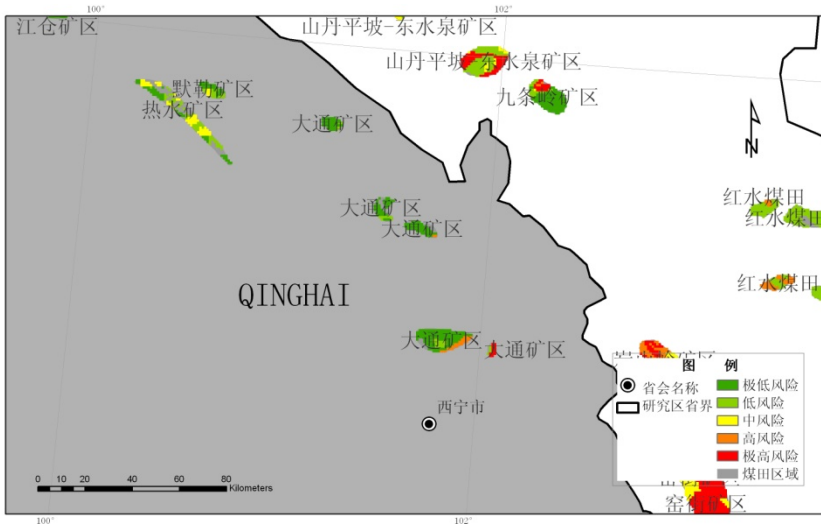 100°
102°
江仓矿区
山丹平坡-东水泉矿区
山丹平坡-东水泉矿区
默勒矿区
九条岭矿区
热水矿区
大通矿区
N
红水煤田
大通矿区
红水煤田
大通矿区
红水煤田
QINGHAI
大通矿区
大通矿区
图 例
省会名称
研究区省界
极低风险
低风险
中风险
高风险
极高风险
煤田区域
西宁市
0 10 20 40 60 80
Kilometers
窑街矿区
100°
102°